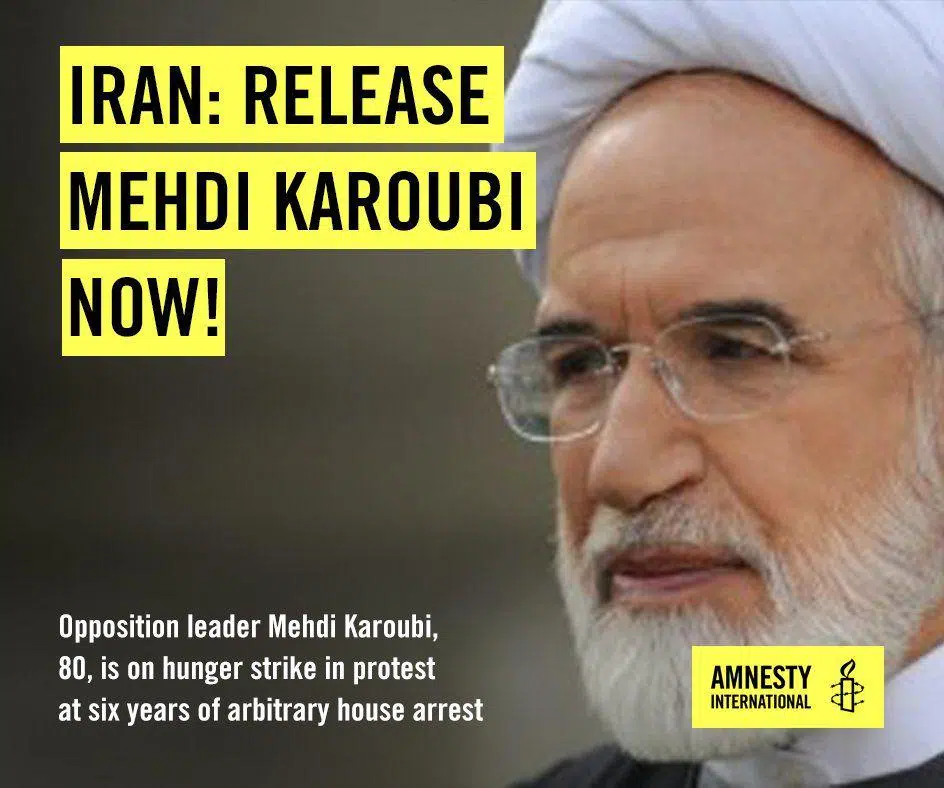 IRAN: RELEASE
MEHDI KAROUBI
NOW!
Opposition leader Mehdi Karoubi,
80, is on hunger strike in protest
at six years of arbitrary house arrest
AMNESTY
INTERNATIONAL